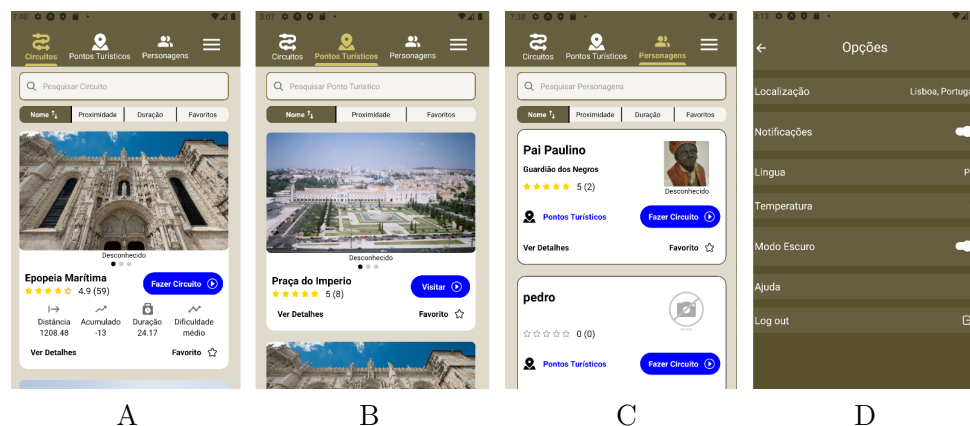 7:40
Circuitos Pontos Turísticos Personagens
Pesquisar Circuito
Nome Proximidade Duração Favoritos
Desconhecido
Epopeia Marítima
4.9 (59)
Fazer Circuito
Distância Acumulado Duração Dificuldade
1208.48 -13 24.17 médio
Ver Detalhes Favorito
A
3:07
Circuitos Pontos Turísticos Personagens
Pesquisar Ponto Turístico
Nome Proximidade Favoritos
Desconhecido
Praça do Imperio
5 (8)
Visitar
Ver Detalhes Favorito
B
7:38
Circuitos Pontos Turísticos Personagens
Pesquisar Personagens
Nome Proximidade Duração Favoritos
Pai Paulino
Guardião dos Negros
5 (2)
Desconhecido
Pontos Turísticos Fazer Circuito
Ver Detalhes Favorito
pedro
0 (0)
Pontos Turísticos Fazer Circuito
C
3:13
Opções
Localização Lisboa, Portuga
Notificações
Lingua P
Temperatura
Modo Escuro
Ajuda
Log out
D